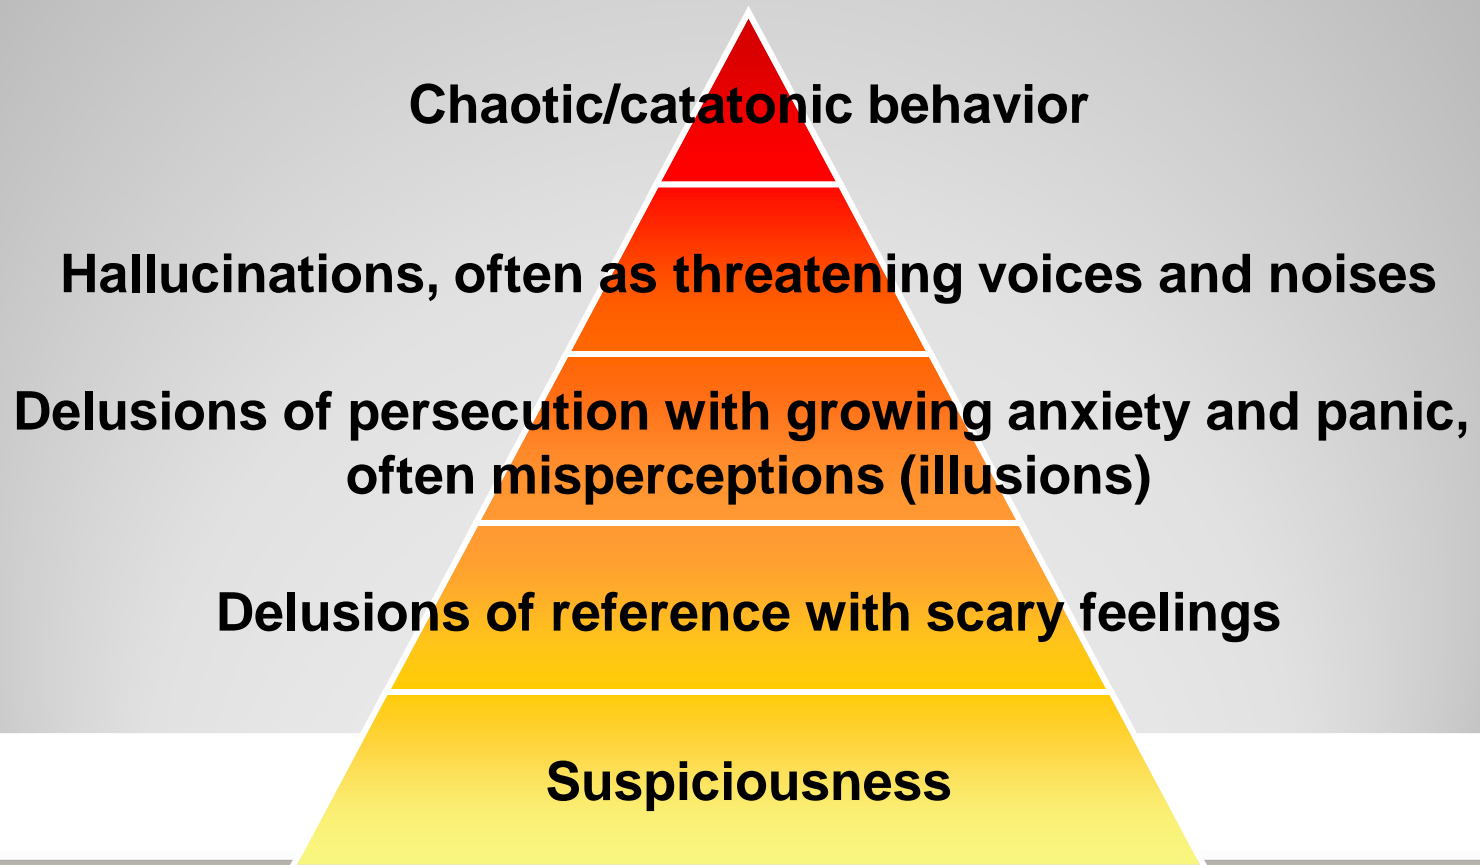 Chaotic/catatonic behavior
Hallucinations, often as threatening voices and noises
Delusions of persecution with growing anxiety and panic,
often misperceptions (illusions)
Delusions of reference with scary feelings
Suspiciousness